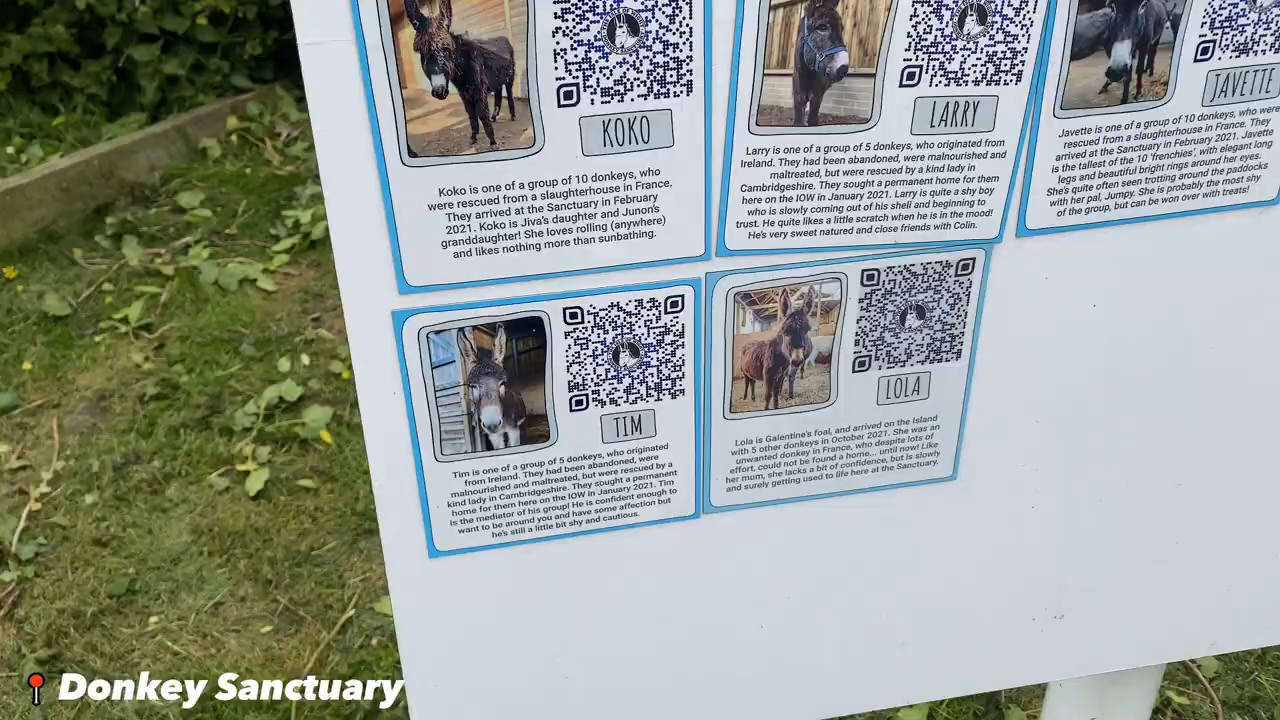 KOKO
Koko is one of a group of 10 donkeys, who
were rescued from a slaughterhouse in France.
They arrived at the Sanctuary in February
2021. Koko is Jiva's daughter and Junon's
granddaughter! She loves rolling (anywhere)
and likes nothing more than sunbathing.
LARRY
Larry is one of a group of 5 donkeys, who originated from
Ireland. They had been abandoned, were malnourished and
maltreated, but were rescued by a kind lady in
Cambridgeshire. They sought a permanent home for them
here on the IOW in January 2021. Larry is quite a shy boy
who is slowly coming out of his shell and beginning to
trust. He quite likes a little scratch when he is in the mood!
He's very sweet natured and close friends with Colin.
JAVETTE
Javette is one of a group of 10 donkeys, who were
rescued from a slaughterhouse in France. They
arrived at the Sanctuary in February 2021. Javette
is the tallest of the 10 'frenchies', with elegant long
legs and beautiful bright rings around her eyes.
She's quite often seen trotting around the paddocks
with her pal, Jumpy. She is probably the most shy
of the group, but can be won over with treats!
TIM
Tim is one of a group of 5 donkeys, who originated
from Ireland. They had been abandoned, were
malnourished and maltreated, but were rescued by a
kind lady in Cambridgeshire. They sought a permanent
home for them here on the IOW in January 2021. Tim
is the mediator of his group! He is confident enough to
want to be around you and have some affection but
he's still a little bit shy and cautious.
LOLA
Lola is Galentine's foal, and arrived on the Island
with 5 other donkeys in October 2021. She was an
unwanted donkey in France, who despite lots of
effort, could not be found a home... until now! Like
her mum, she lacks a bit of confidence, but is slowly
and surely getting used to life here at the Sanctuary.
Donkey Sanctuary